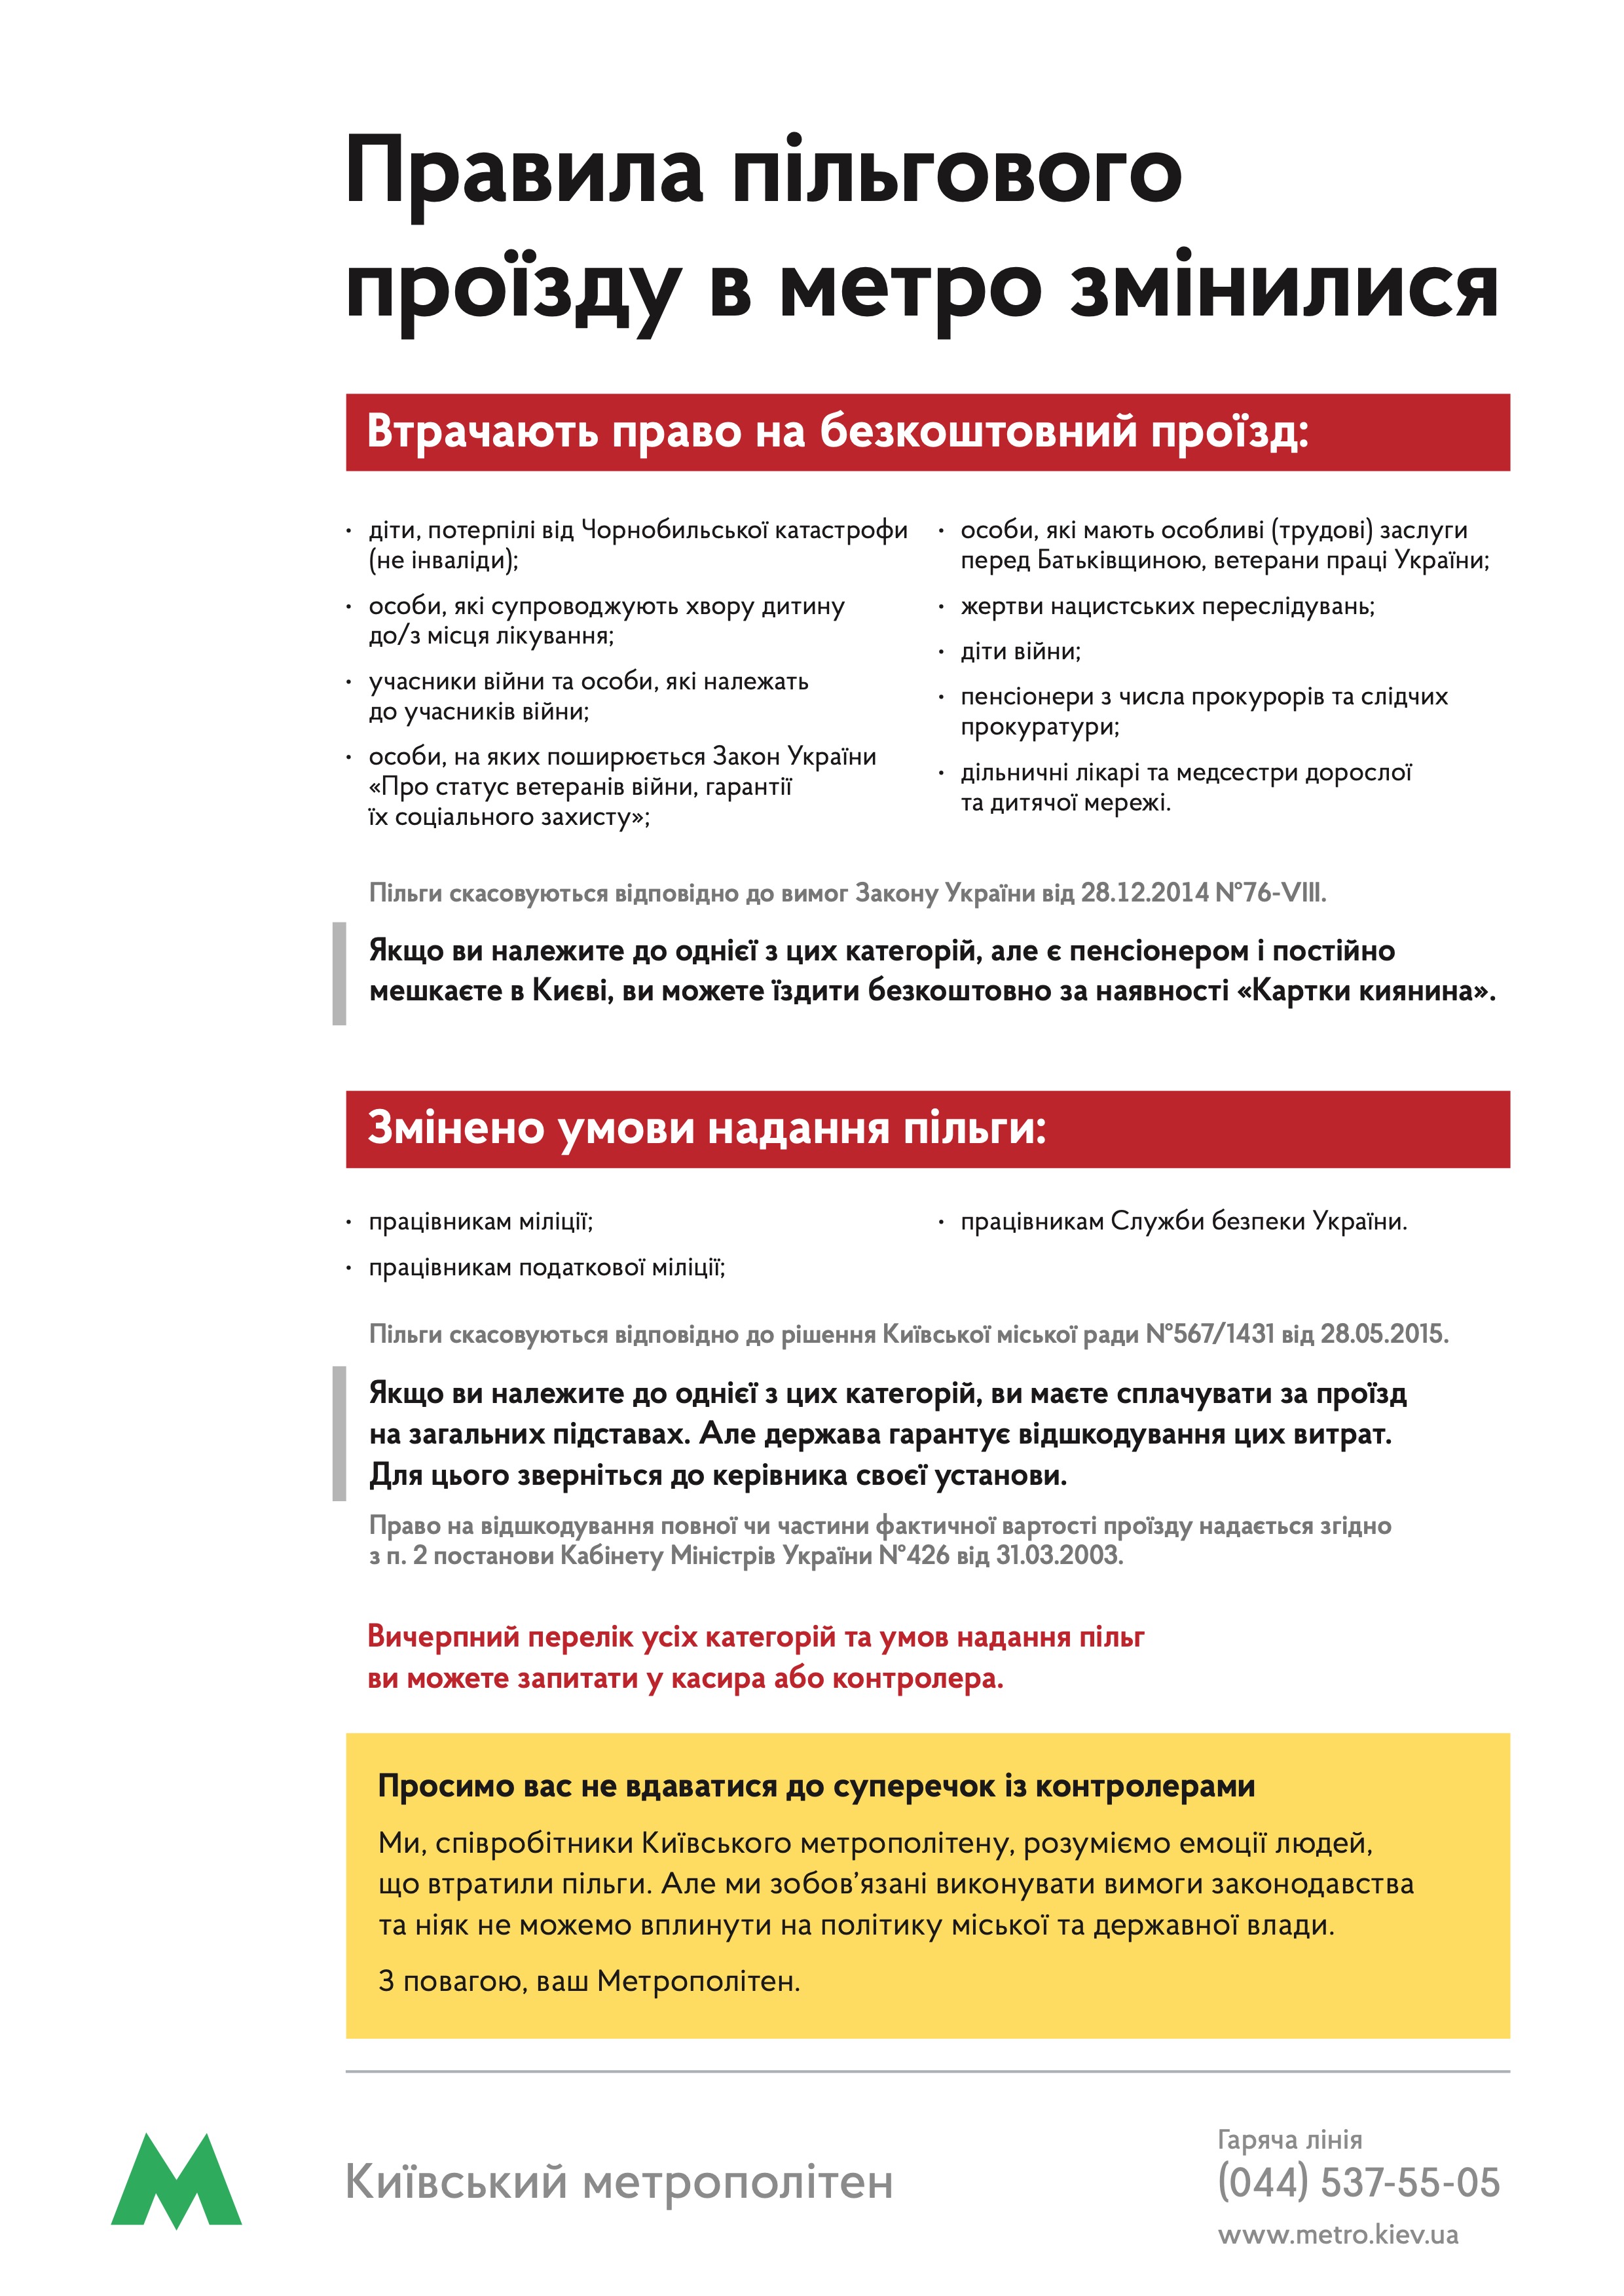 Правила пільгового
проїзду в метро змінилися
Втрачають право на безкоштовний проїзд:
· діти, потерпілі від Чорнобильської катастрофи
(не інваліди);
· особи, які супроводжують хвору дитину
до/з місця лікування;
· учасники війни та особи, які належать
до учасників війни;
· особи, на яких поширюється Закон України
«Про статус ветеранів війни, гарантії
їх соціального захисту»;
· особи, які мають особливі (трудові) заслуги
перед Батьківщиною, ветерани праці України;
· жертви нацистських переслідувань;
· діти війни;
· пенсіонери з числа прокурорів та слідчих
прокуратури;
· дільничні лікарі та медсестри дорослої
та дитячої мережі.
Пільги скасовуються відповідно до вимог Закону України від 28.12.2014 №76-VIII.
Якщо ви належите до однієї з цих категорій, але є пенсіонером і постійно
мешкаєте в Києві, ви можете їздити безкоштовно за наявності «Картки киянина».
Змінено умови надання пільги:
· працівникам міліції;
· працівникам податкової міліції;
· працівникам Служби безпеки України.
Пільги скасовуються відповідно до рішення Київської міської ради №567/1431 від 28.05.2015.
Якщо ви належите до однієї з цих категорій, ви маєте сплачувати за проїзд
на загальних підставах. Але держава гарантує відшкодування цих витрат.
Для цього зверніться до керівника своєї установи.
Право на відшкодування повної чи частини фактичної вартості проїзду надається згідно
з п. 2 постанови Кабінету Міністрів України №426 від 31.03.2003.
Вичерпний перелік усіх категорій та умов надання пільг
ви можете запитати у касира або контролера.
Просимо вас не вдаватися до суперечок із контролерами
Ми, співробітники Київського метрополітену, розуміємо емоції людей,
що втратили пільги. Але ми зобов’язані виконувати вимоги законодавства
та ніяк не можемо вплинути на політику міської та державної влади.
З повагою, ваш Метрополітен.
Київський метрополітен
Гаряча лінія
(044) 537-55-05
www.metro.kiev.ua